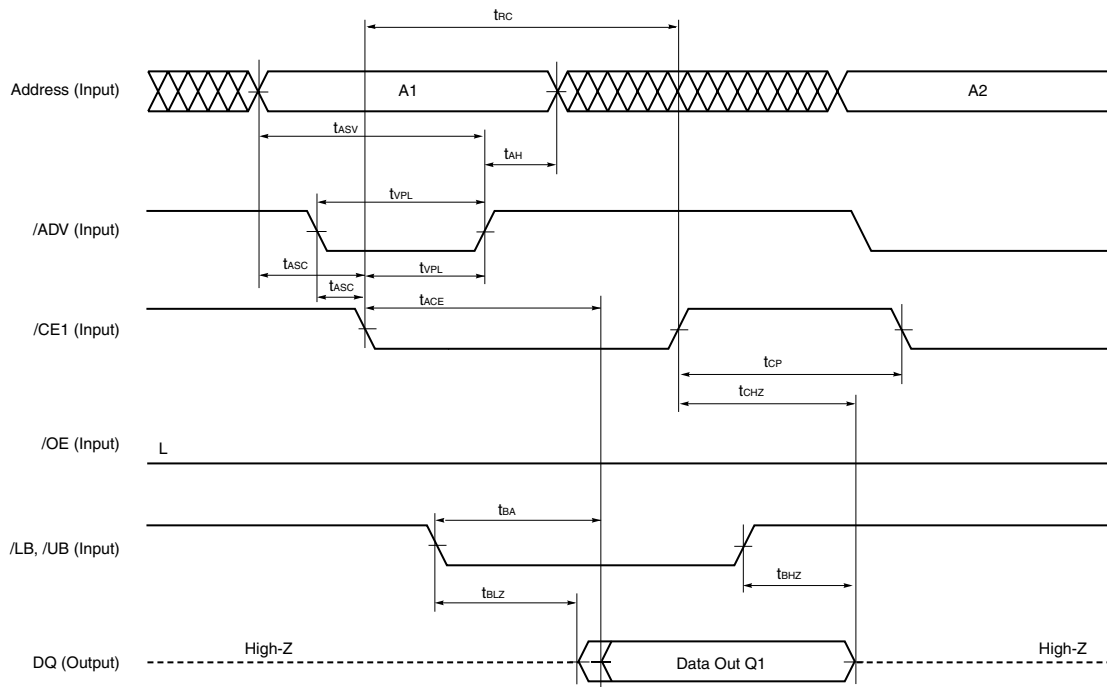 tRC
Address (Input)
A1
A2
tASV
tAH
tVPL
/ADV (Input)
tASC
tVPL
tASC
tACE
/CE1 (Input)
tCP
tCHZ
/OE (Input)
L
tBA
/LB, /UB (Input)
tBHZ
tBLZ
High-Z
High-Z
DQ (Output)
Data Out Q1